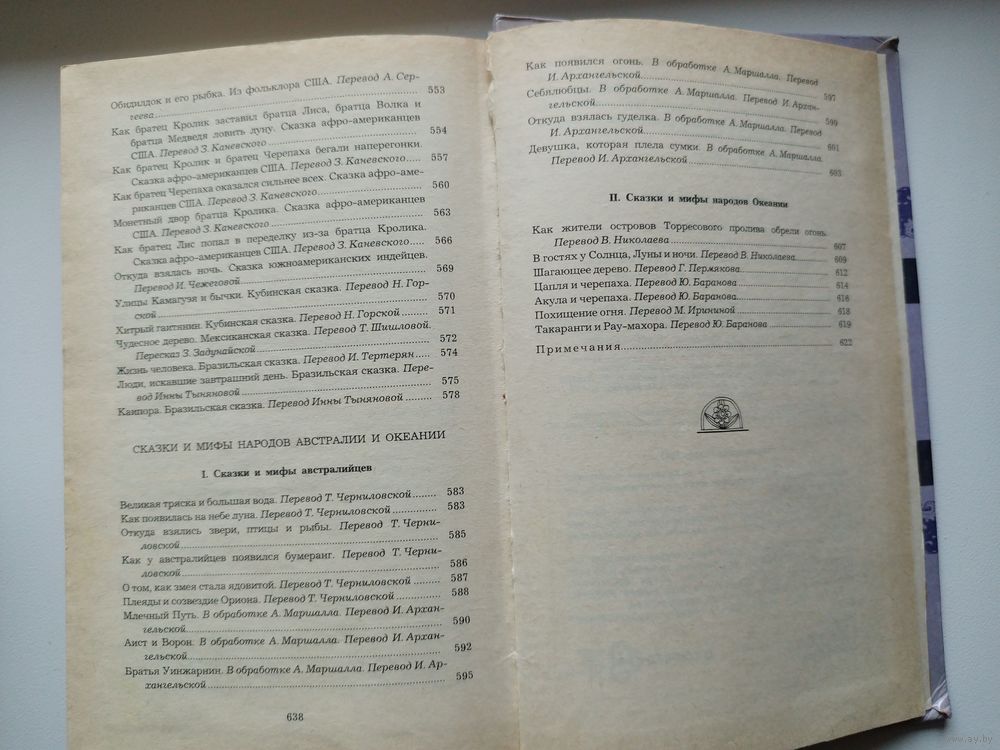 Обидилдок и его рыбка. Из фольклора США. Перевод А. Сер-
геева 553
Как братец Кролик заставил братца Лиса, братца Волка и
братца Медведя ловить луну. Сказка афро-американцев
США. Перевод З. Каневского 554
Как братец Кролик и братец Черепаха бегали наперегонки.
Сказка афро-американцев США. Перевод З. Каневского 557
Как братец Черепаха оказался сильнее всех. Сказка афро-аме-
риканцев США. Перевод З. Каневского 560
Монетный двор братца Кролика. Сказка афро-американцев
США. Перевод З. Каневского 563
Как братец Лис попал в переделку из-за братца Кролика.
Сказка афро-американцев США. Перевод З. Каневского. 566
Откуда взялась ночь. Сказка южноамериканских индейцев.
Перевод И. Чежеговой 569
Улицы Камагуэя и бычки. Кубинская сказка. Перевод Н. Гор-
ской 570
Хитрый гаитянин. Кубинская сказка. Перевод Н. Горской 571
Чудесное дерево. Мексиканская сказка. Перевод Т. Шишловой.
Пересказ З. Задунайской 572
Жизнь человека. Бразильская сказка. Перевод И. Тертерян 574
Люди, искавшие завтрашний день. Бразильская сказка. Пере-
вод Инны Тыняновой 575
Каипора. Бразильская сказка. Перевод Инны Тыняновой 578
СКАЗКИ И МИФЫ НАРОДОВ АВСТРАЛИИ И ОКЕАНИИ
I. Сказки и мифы австралийцев
Великая тряска и большая вода. Перевод Т. Черниловской 583
Как появилась на небе луна. Перевод Т. Черниловской 583
Откуда взялись звери, птицы и рыбы. Перевод Т. Черни-
ловской 585
Как у австралийцев появился бумеранг. Перевод Т. Черни-
ловской 586
О том, как змея стала ядовитой. Перевод Т. Черниловской 587
Плеяды и созвездие Ориона. Перевод Т. Черниловской 588
Млечный Путь. В обработке А. Маршалла. Перевод И. Архан-
гельской 590
Аист и Ворон. В обработке А. Маршалла. Перевод И. Архан-
гельской 592
Братья Уинжарнин. В обработке А. Маршалла. Перевод И. Ар-
хангельской 595
638
Как появился огонь. В обработке А. Маршалла. Перевод
И. Архангельской 597
Себялюбцы. В обработке А. Маршалла. Перевод И. Архан-
гельской 599
Откуда взялась гуделка. В обработке А. Маршалла. Перевод
И. Архангельской 601
Девушка, которая плела сумки. В обработке А. Маршалла.
Перевод И. Архангельской 603
II. Сказки и мифы народов Океании
Как жители островов Торресового пролива обрели огонь.
Перевод В. Николаева 607
В гостях у Солнца, Луны и ночи. Перевод В. Николаева 609
Шагающее дерево. Перевод Г. Пермякова 612
Цапля и черепаха. Перевод Ю. Баранова 614
Акула и черепаха. Перевод Ю. Баранова 616
Похищение огня. Перевод М. Ирининой 618
Такаранги и Рау-махора. Перевод Ю. Баранова 619
Примечания 622
www.ay.by